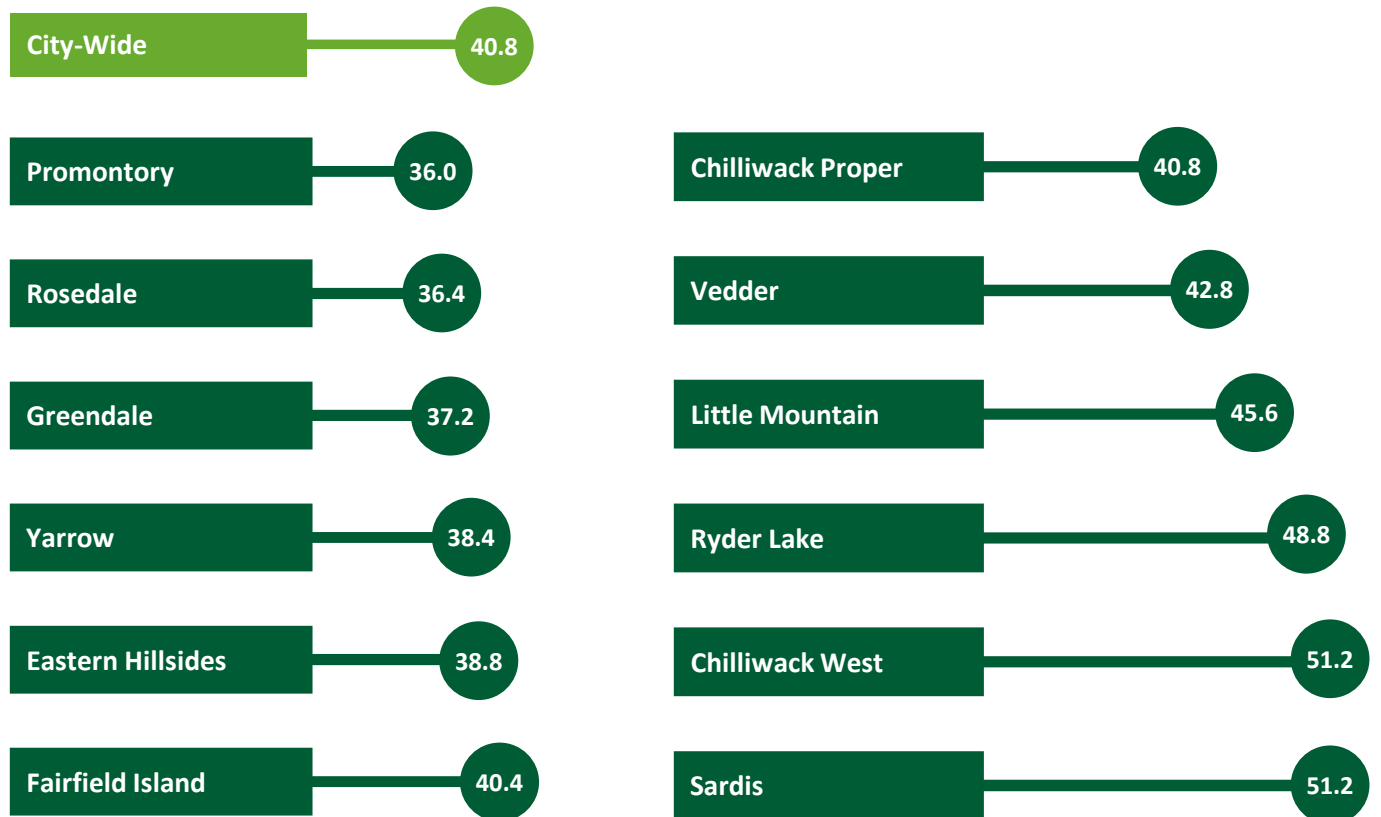 City-Wide 40.8
Promontory 36.0
Rosedale 36.4
Greendale 37.2
Yarrow 38.4
Eastern Hillsides 38.8
Fairfield Island 40.4
Chilliwack Proper 40.8
Vedder 42.8
Little Mountain 45.6
Ryder Lake 48.8
Chilliwack West 51.2
Sardis 51.2